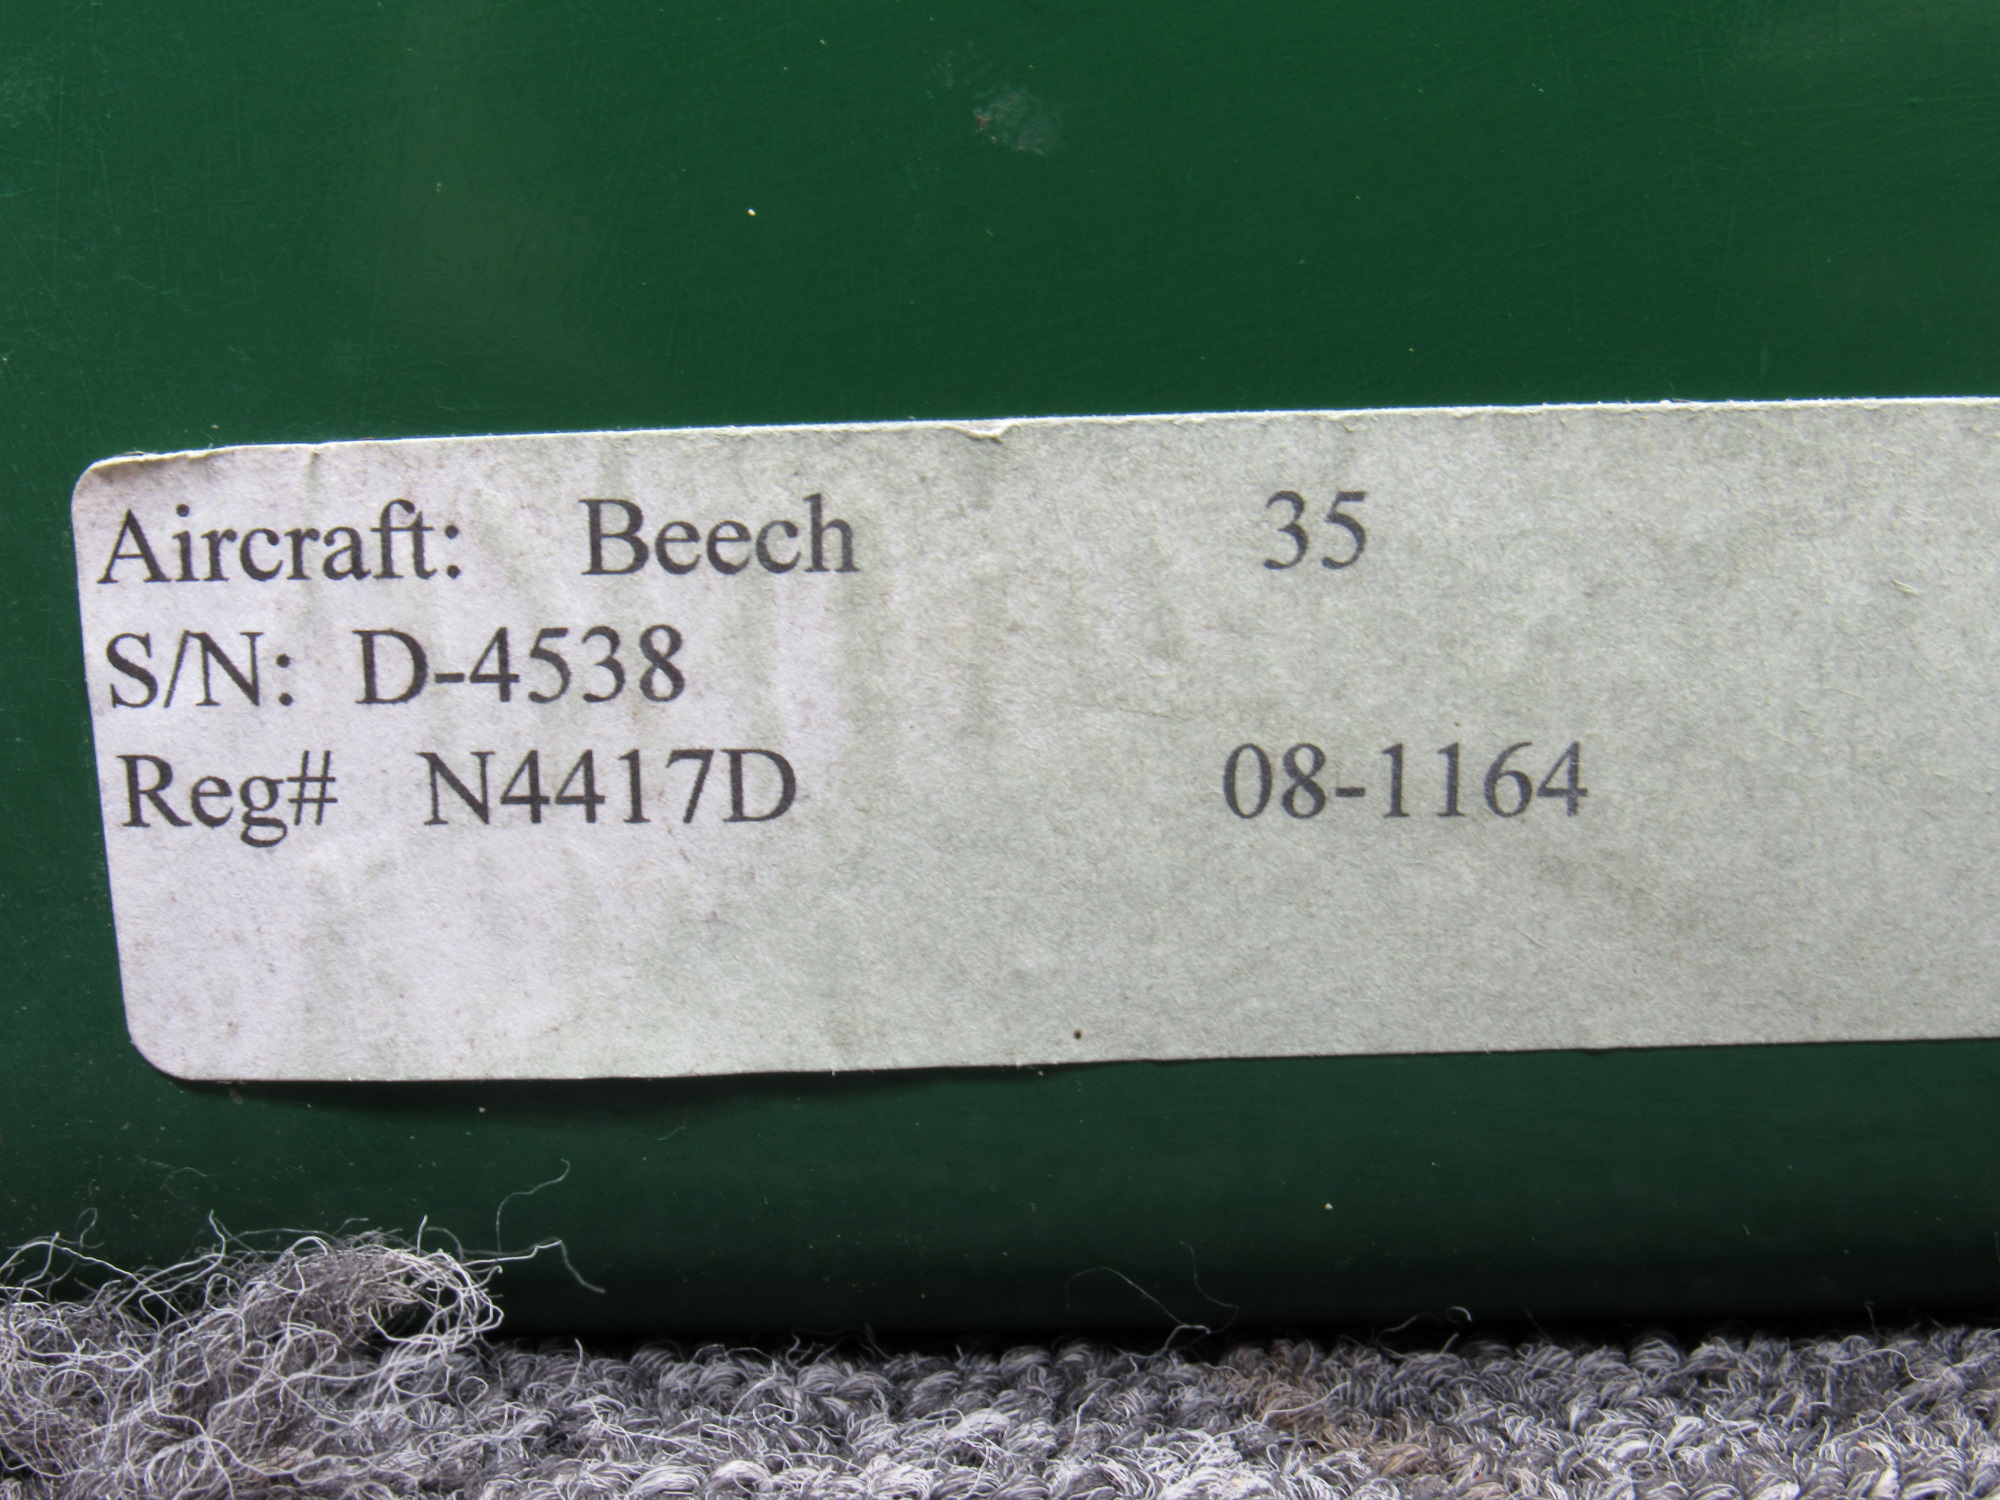 Aircraft: Beech 35
S/N: D-4538
Reg# N4417D 08-1164